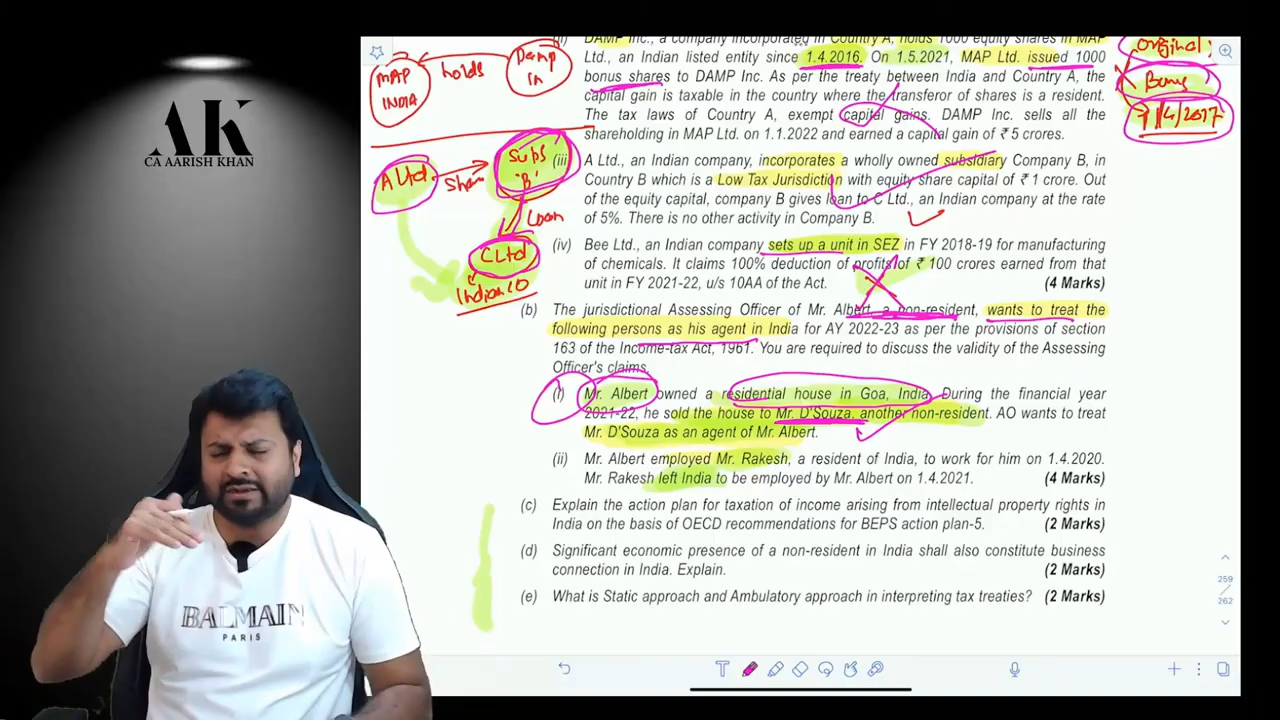 ii) DAMP Inc., a company incorporated in Country A, holds 1000 equity shares in MAP
Ltd., an Indian listed entity since 1.4.2016. On 1.5.2021, MAP Ltd. issued 1000
bonus shares to DAMP Inc. As per the treaty between India and Country A, the
capital gain is taxable in the country where the transferor of shares is a resident.
The tax laws of Country A, exempt capital gains. DAMP Inc. sells all the
shareholding in MAP Ltd. on 1.1.2022 and earned a capital gain of ₹ 5 crores.
MAP
INDIA
holds
Damp
in
original
Bonus
1/4/2017
AK
CA AARISH KHAN
A Ltd
Share
Subs
'B'
Loan
C Ltd
Indian CO
(iii) A Ltd., an Indian company, incorporates a wholly owned subsidiary Company B, in
Country B which is a Low Tax Jurisdiction with equity share capital of ₹ 1 crore. Out
of the equity capital, company B gives loan to C Ltd., an Indian company at the rate
of 5%. There is no other activity in Company B.
(iv) Bee Ltd., an Indian company sets up a unit in SEZ in FY 2018-19 for manufacturing
of chemicals. It claims 100% deduction of profits of ₹ 100 crores earned from that
unit in FY 2021-22, u/s 10AA of the Act. (4 Marks)
(b) The jurisdictional Assessing Officer of Mr. Albert, a non-resident, wants to treat the
following persons as his agent in India for AY 2022-23 as per the provisions of section
163 of the Income-tax Act, 1961. You are required to discuss the validity of the Assessing
Officer's claims.
(i) Mr. Albert owned a residential house in Goa, India. During the financial year
2021-22, he sold the house to Mr. D'Souza, another non-resident. AO wants to treat
Mr. D'Souza as an agent of Mr. Albert.
(ii) Mr. Albert employed Mr. Rakesh, a resident of India, to work for him on 1.4.2020.
Mr. Rakesh left India to be employed by Mr. Albert on 1.4.2021. (4 Marks)
(c) Explain the action plan for taxation of income arising from intellectual property rights in
India on the basis of OECD recommendations for BEPS action plan-5. (2 Marks)
(d) Significant economic presence of a non-resident in India shall also constitute business
connection in India. Explain. (2 Marks)
(e) What is Static approach and Ambulatory approach in interpreting tax treaties? (2 Marks)
259
262
BALMAIN
PARIS